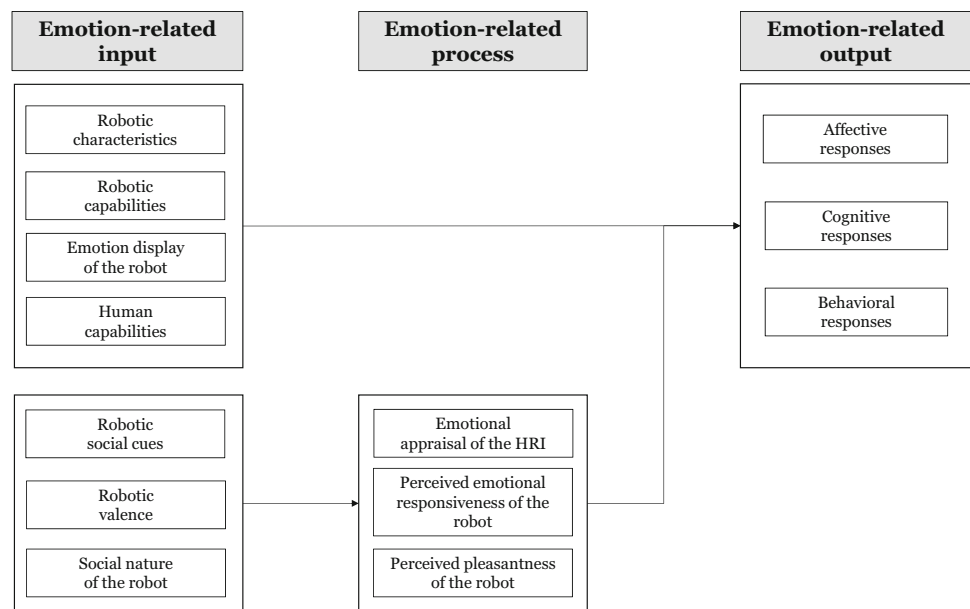 Emotion-related
input
Emotion-related
process
Emotion-related
output
Robotic
characteristics
Robotic
capabilities
Emotion display
of the robot
Human
capabilities
Affective
responses
Cognitive
responses
Behavioral
responses
Robotic
social cues
Robotic
valence
Social nature
of the robot
Emotional
appraisal of the HRI
Perceived emotional
responsiveness of the
robot
Perceived pleasantness
of the robot